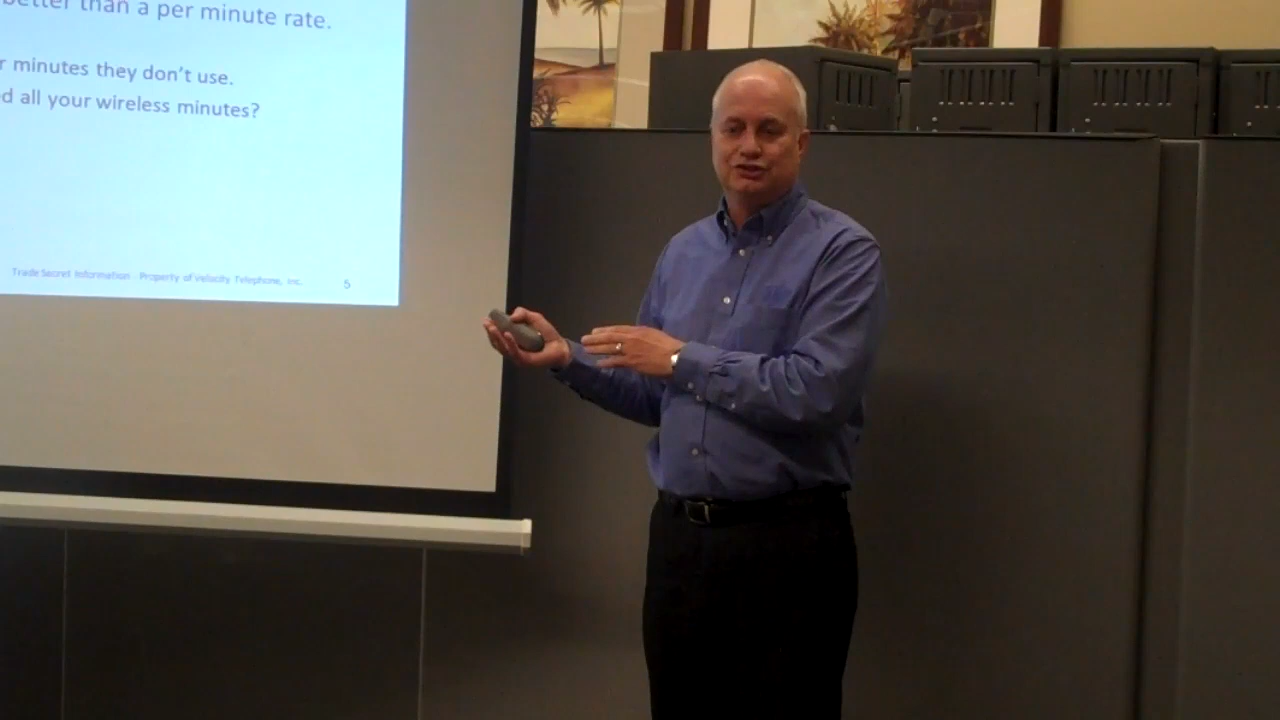 better than a per minute rate.
r minutes they don't use.
d all your wireless minutes?
Trade Secret Information - Property of Velocity Telephone, Inc.
5